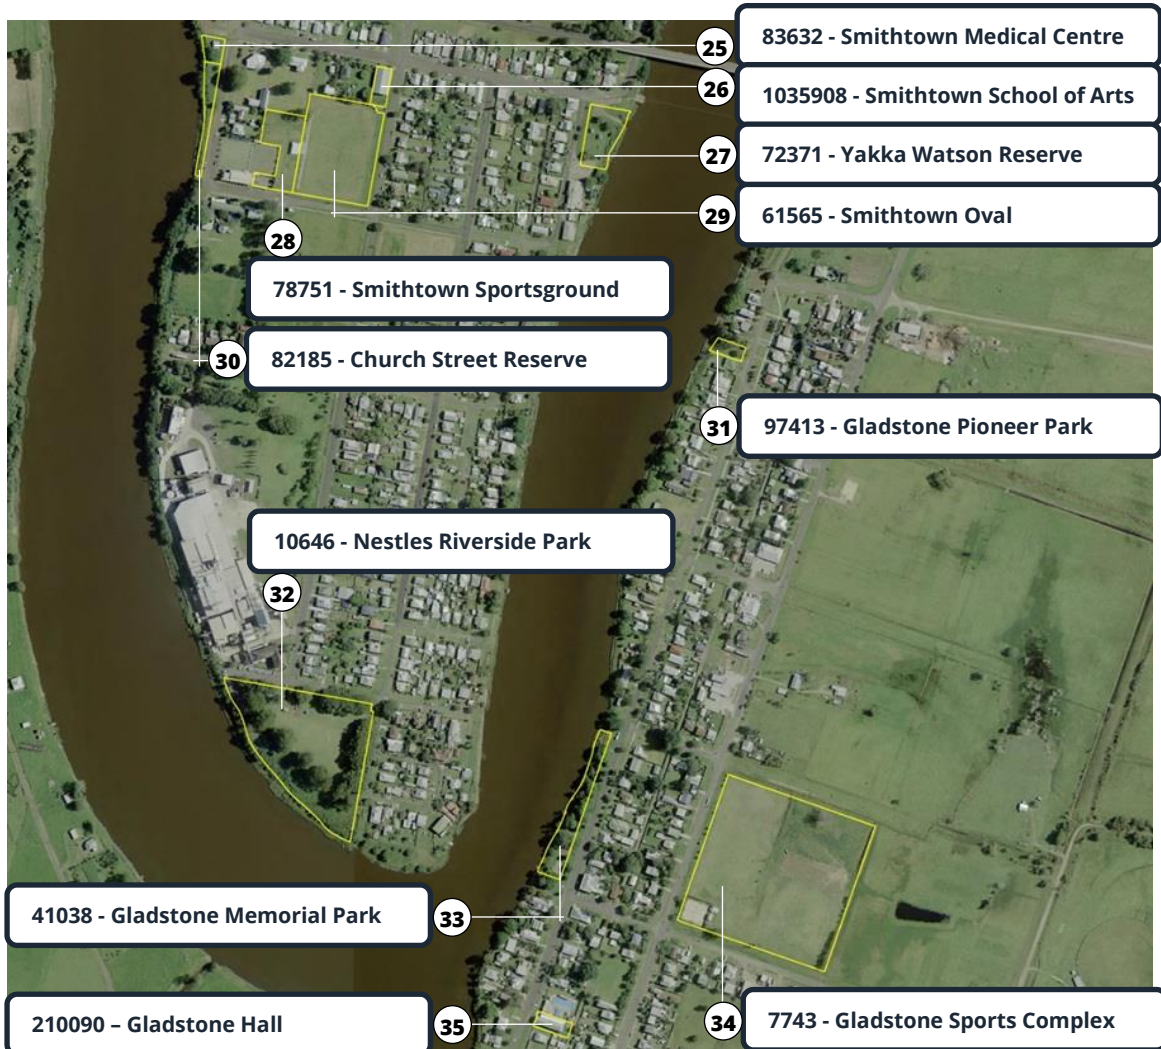 25
83632 - Smithtown Medical Centre
26
1035908 - Smithtown School of Arts
27
72371 - Yakka Watson Reserve
29
61565 - Smithtown Oval
28
78751 - Smithtown Sportsground
30
82185 - Church Street Reserve
31
97413 - Gladstone Pioneer Park
10646 - Nestles Riverside Park
32
41038 - Gladstone Memorial Park
33
210090 – Gladstone Hall
35
34
7743 - Gladstone Sports Complex